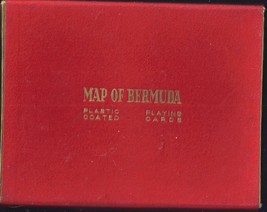 MAP OF BERMUDA
PLASTIC PLAYING
COATED CARDS